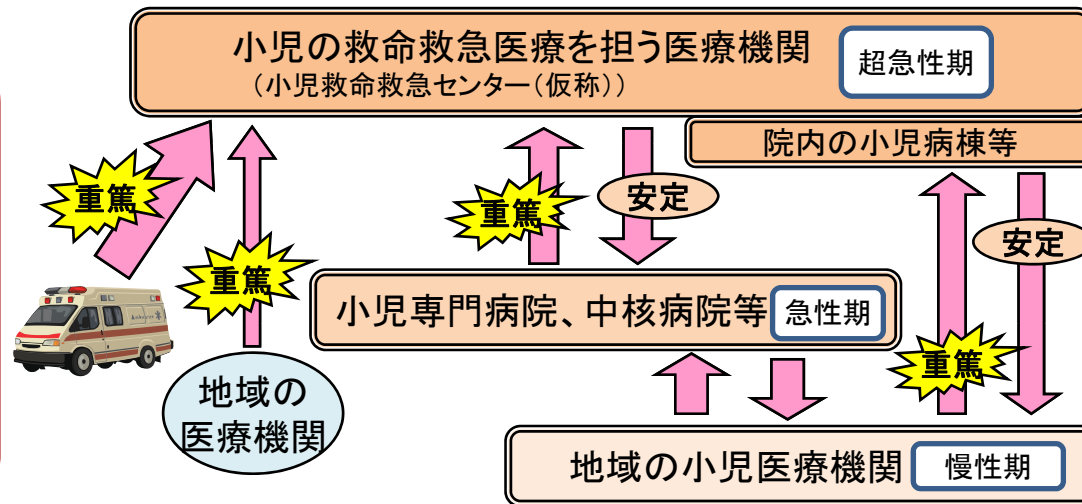 小児の救命救急医療を担う医療機関
（小児救命救急センター（仮称））
超急性期
院内の小児病棟等
重篤
重篤
重篤
安定
安定
小児専門病院、中核病院等
急性期
重篤
地域の
医療機関
地域の小児医療機関
慢性期